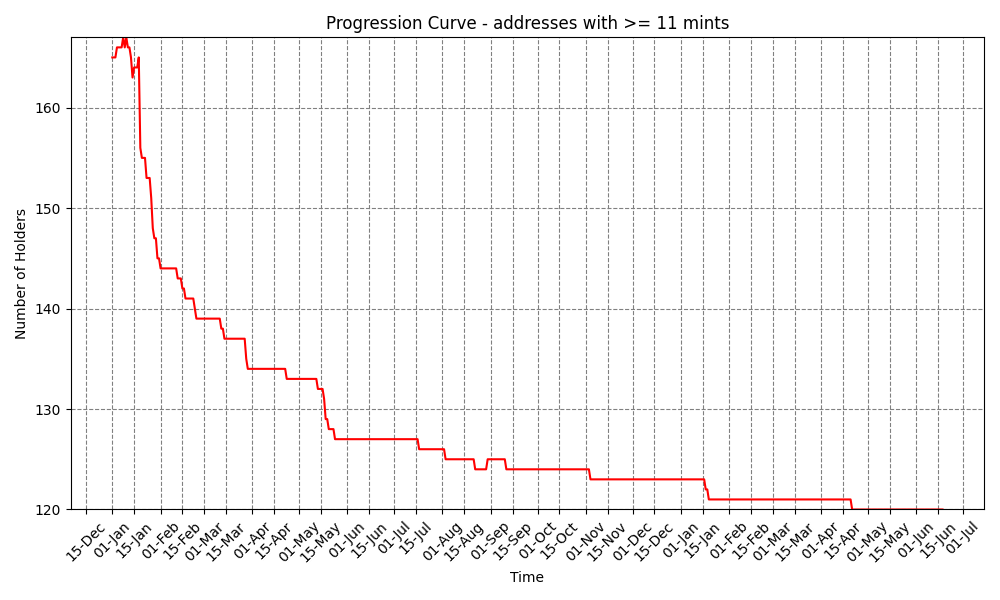 Progression Curve - addresses with >= 11 mints
Number of Holders
160
150
140
130
120
15-Dec
01-Jan
15-Jan
01-Feb
15-Feb
01-Mar
15-Mar
01-Apr
15-Apr
01-May
15-May
01-Jun
15-Jun
01-Jul
15-Jul
01-Aug
15-Aug
01-Sep
15-Sep
01-Oct
15-Oct
01-Nov
15-Nov
01-Dec
15-Dec
01-Jan
15-Jan
01-Feb
15-Feb
01-Mar
15-Mar
01-Apr
15-Apr
01-May
15-May
01-Jun
15-Jun
01-Jul
Time